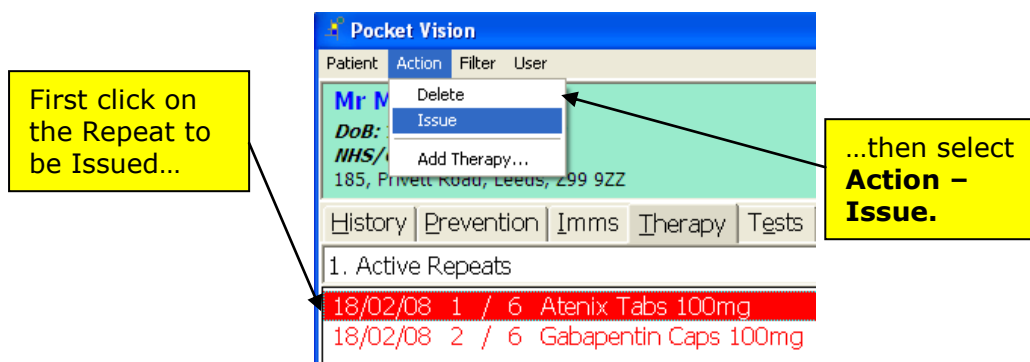 Pocket Vision
Patient Action Filter User
Mr M
Delete
DoB:
Issue
NHS/
Add Therapy...
185, Privett Road, Leeds, Z99 9ZZ
First click on
the Repeat to
be Issued…
…then select
Action –
Issue.
History Prevention Imms Therapy Tests
1. Active Repeats
18/02/08 1 / 6 Atenix Tabs 100mg
18/02/08 2 / 6 Gabapentin Caps 100mg